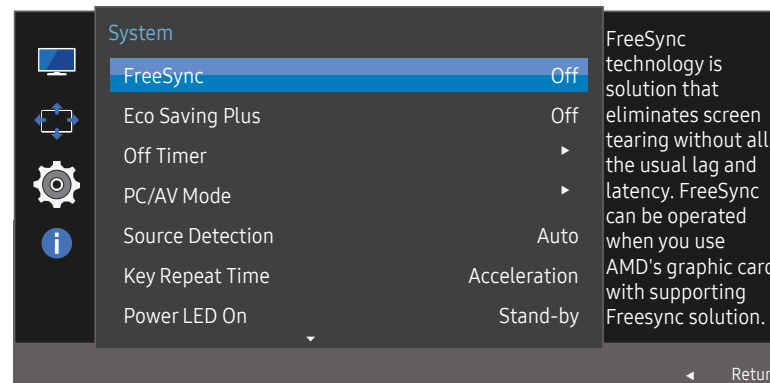 System
FreeSync Off
Eco Saving Plus Off
Off Timer
PC/AV Mode
Source Detection Auto
Key Repeat Time Acceleration
Power LED On Stand-by
FreeSync
technology is
solution that
eliminates screen
tearing without all
the usual lag and
latency. FreeSync
can be operated
when you use
AMD's graphic card
with supporting
Freesync solution.
Retur